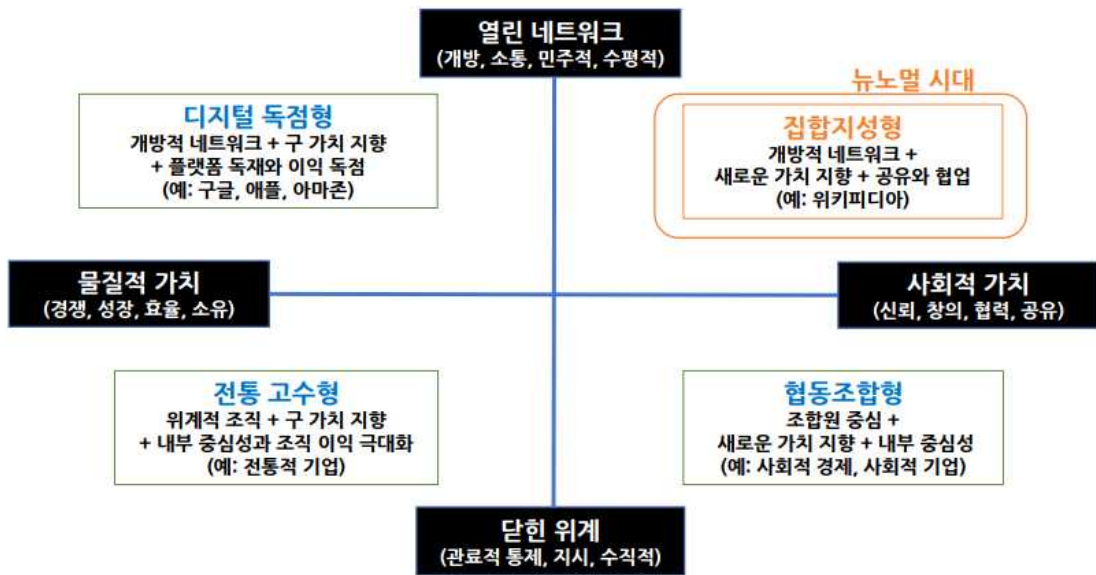 열린 네트워크
(개방, 소통, 민주적, 수평적)
뉴노멀 시대
디지털 독점형
개방적 네트워크 + 구 가치 지향
+ 플랫폼 독재와 이익 독점
(예: 구글, 애플, 아마존)
집합지성형
개방적 네트워크 +
새로운 가치 지향 + 공유와 협업
(예: 위키피디아)
물질적 가치
(경쟁, 성장, 효율, 소유)
사회적 가치
(신뢰, 창의, 협력, 공유)
전통 고수형
위계적 조직 + 구 가치 지향
+ 내부 중심성과 조직 이익 극대화
(예: 전통적 기업)
협동조합형
조합원 중심 +
새로운 가치 지향 + 내부 중심성
(예: 사회적 경제, 사회적 기업)
닫힌 위계
(관료적 통제, 지시, 수직적)